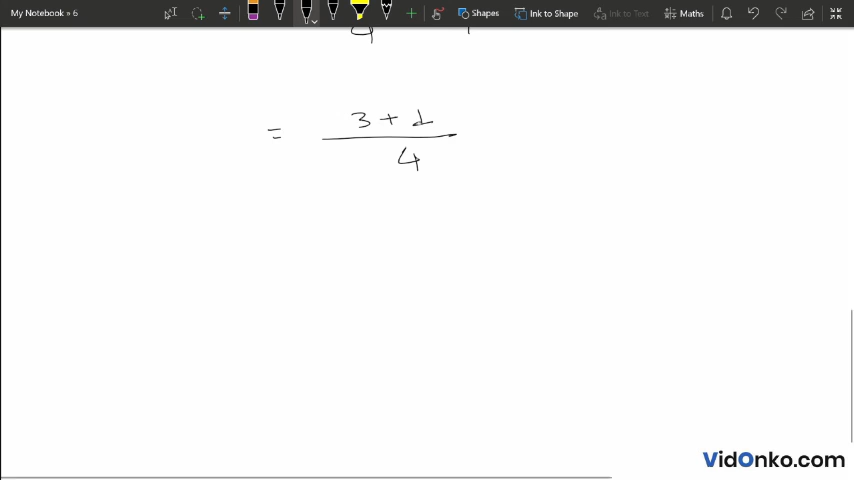 My Notebook » 6
Shapes
Ink to Shape
Ink to Text
Maths
3 + 1
=
4
VidOnko.com